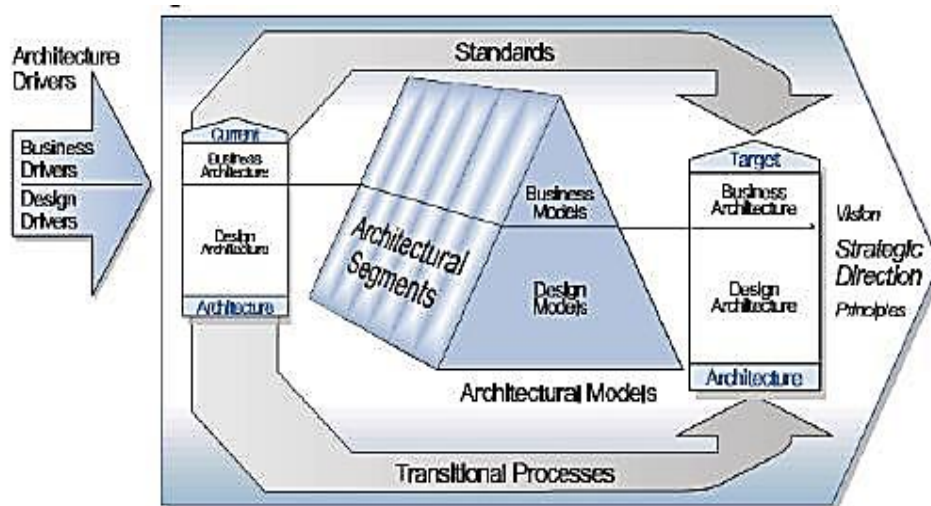 Architecture
Drivers
Business
Drivers
Design
Drivers
Standards
Current
Business
Architecture
Design
Architecture
Architecture
Architectural
Segments
Business
Models
Design
Models
Architectural Models
Target
Business
Architecture
Design
Architecture
Architecture
Vision
Strategic
Direction
Principles
Transitional Processes